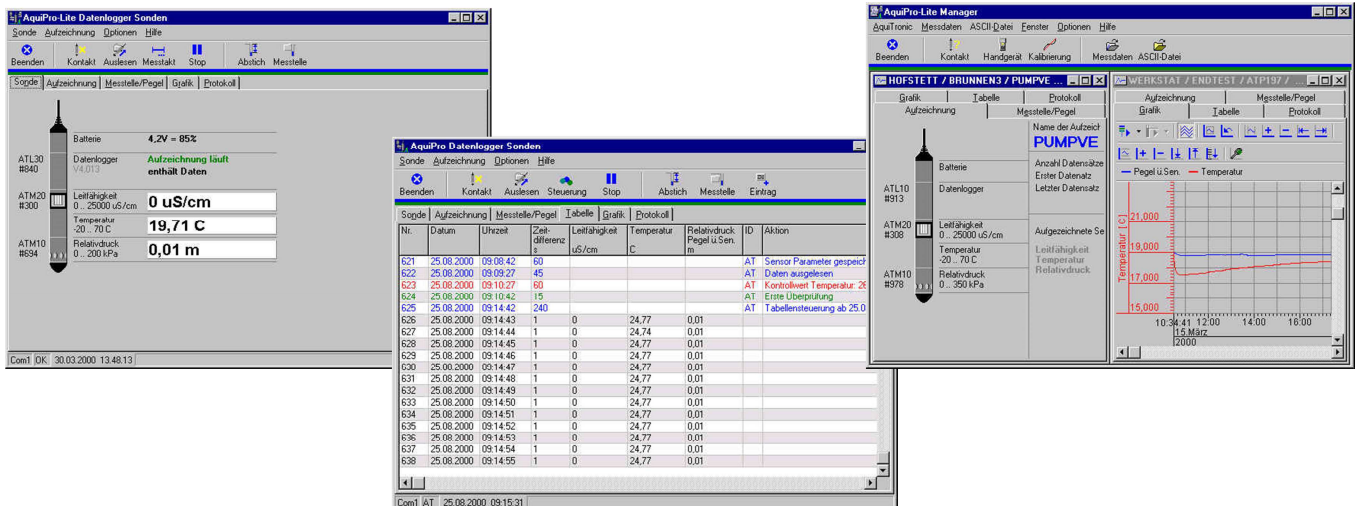 AquiPro-Lite Datenlogger Sonden
Sonde Aufzeichnung Optionen Hilfe
Beenden Kontakt Auslesen Messtakt Stop Abstich Messtelle
Sonde Aufzeichnung Messtelle/Pegel Grafik Protokoll
Batterie 4,2V = 85%
ATL30 Datenlogger Aufzeichnung läuft
#840 V4,013 enthält Daten
ATM20 Leitfähigkeit 0 uS/cm
#300 0 .. 25000 uS/cm
Temperatur 19,71 C
-20 .. 70 C
ATM10 Relativdruck 0,01 m
#694 0 .. 200 kPa
Com1 OK 30.03.2000 13.48.13
AquiPro Datenlogger Sonden
Sonde Aufzeichnung Optionen Hilfe
Beenden Kontakt Auslesen Steuerung Stop Abstich Messtelle Eintrag
Sonde Aufzeichnung Messtelle/Pegel Tabelle Grafik Protokoll
Nr. Datum Uhrzeit Zeit- Leitfähigkeit Temperatur Relativdruck ID Aktion
differenz Pegel ü.Sen.
s uS/cm C m
621 25.08.2000 09:08:42 60 AT Sensor Parameter gespeich
622 25.08.2000 09:09:27 45 AT Daten ausgelesen
623 25.08.2000 09:10:27 60 AT Kontrollwert Temperatur: 26
624 25.08.2000 09:10:42 15 AT Erste Überprüfung
625 25.08.2000 09:14:42 240 AT Tabellensteuerung ab 25.0
626 25.08.2000 09:14:43 1 0 24,77 0,01
627 25.08.2000 09:14:44 1 0 24,74 0,01
628 25.08.2000 09:14:45 1 0 24,77 0,01
629 25.08.2000 09:14:46 1 0 24,77 0,01
630 25.08.2000 09:14:47 1 0 24,77 0,01
631 25.08.2000 09:14:48 1 0 24,77 0,01
632 25.08.2000 09:14:49 1 0 24,77 0,01
633 25.08.2000 09:14:50 1 0 24,77 0,01
634 25.08.2000 09:14:51 1 0 24,77 0,01
635 25.08.2000 09:14:52 1 0 24,77 0,01
636 25.08.2000 09:14:53 1 0 24,77 0,01
637 25.08.2000 09:14:54 1 0 24,77 0,01
638 25.08.2000 09:14:55 1 0 24,77 0,01
Com1 AT 25.08.2000 09:15:31
AquiPro-Lite Manager
AquiTronic Messdaten ASCII-Datei Fenster Optionen Hilfe
Beenden Kontakt Handgerät Kalibrierung Messdaten ASCII-Datei
HOFSTETT / BRUNNEN3 / PUMPVE ...
Grafik Tabelle Protokoll
Aufzeichnung Messtelle/Pegel
Name der Aufzeich
PUMPVE
Batterie Anzahl Datensätze
Erster Datenatz
ATL10 Datenlogger Letzter Datensatz
#913
ATM20 Leitfähigkeit Aufgezeichnete Se
#308 0 .. 25000 uS/cm
Temperatur Leitfähigkeit
-20 .. 70 C Temperatur
ATM10 Relativdruck Relativdruck
#978 0 .. 350 kPa
WERKSTAT / ENDTEST / ATP197 / ...
Aufzeichnung Messtelle/Pegel
Grafik Tabelle Protokoll
Pegel ü.Sen. Temperatur
Temperatur [ C]
21,000
19,000
17,000
15,000
10:34:41 12:00 14:00 16:00
15.März
2000